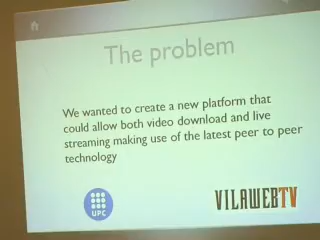 The problem
We wanted to create a new platform that
could allow both video download and live
streaming making use of the latest peer to peer
technology
UPC
VILAWEBTV